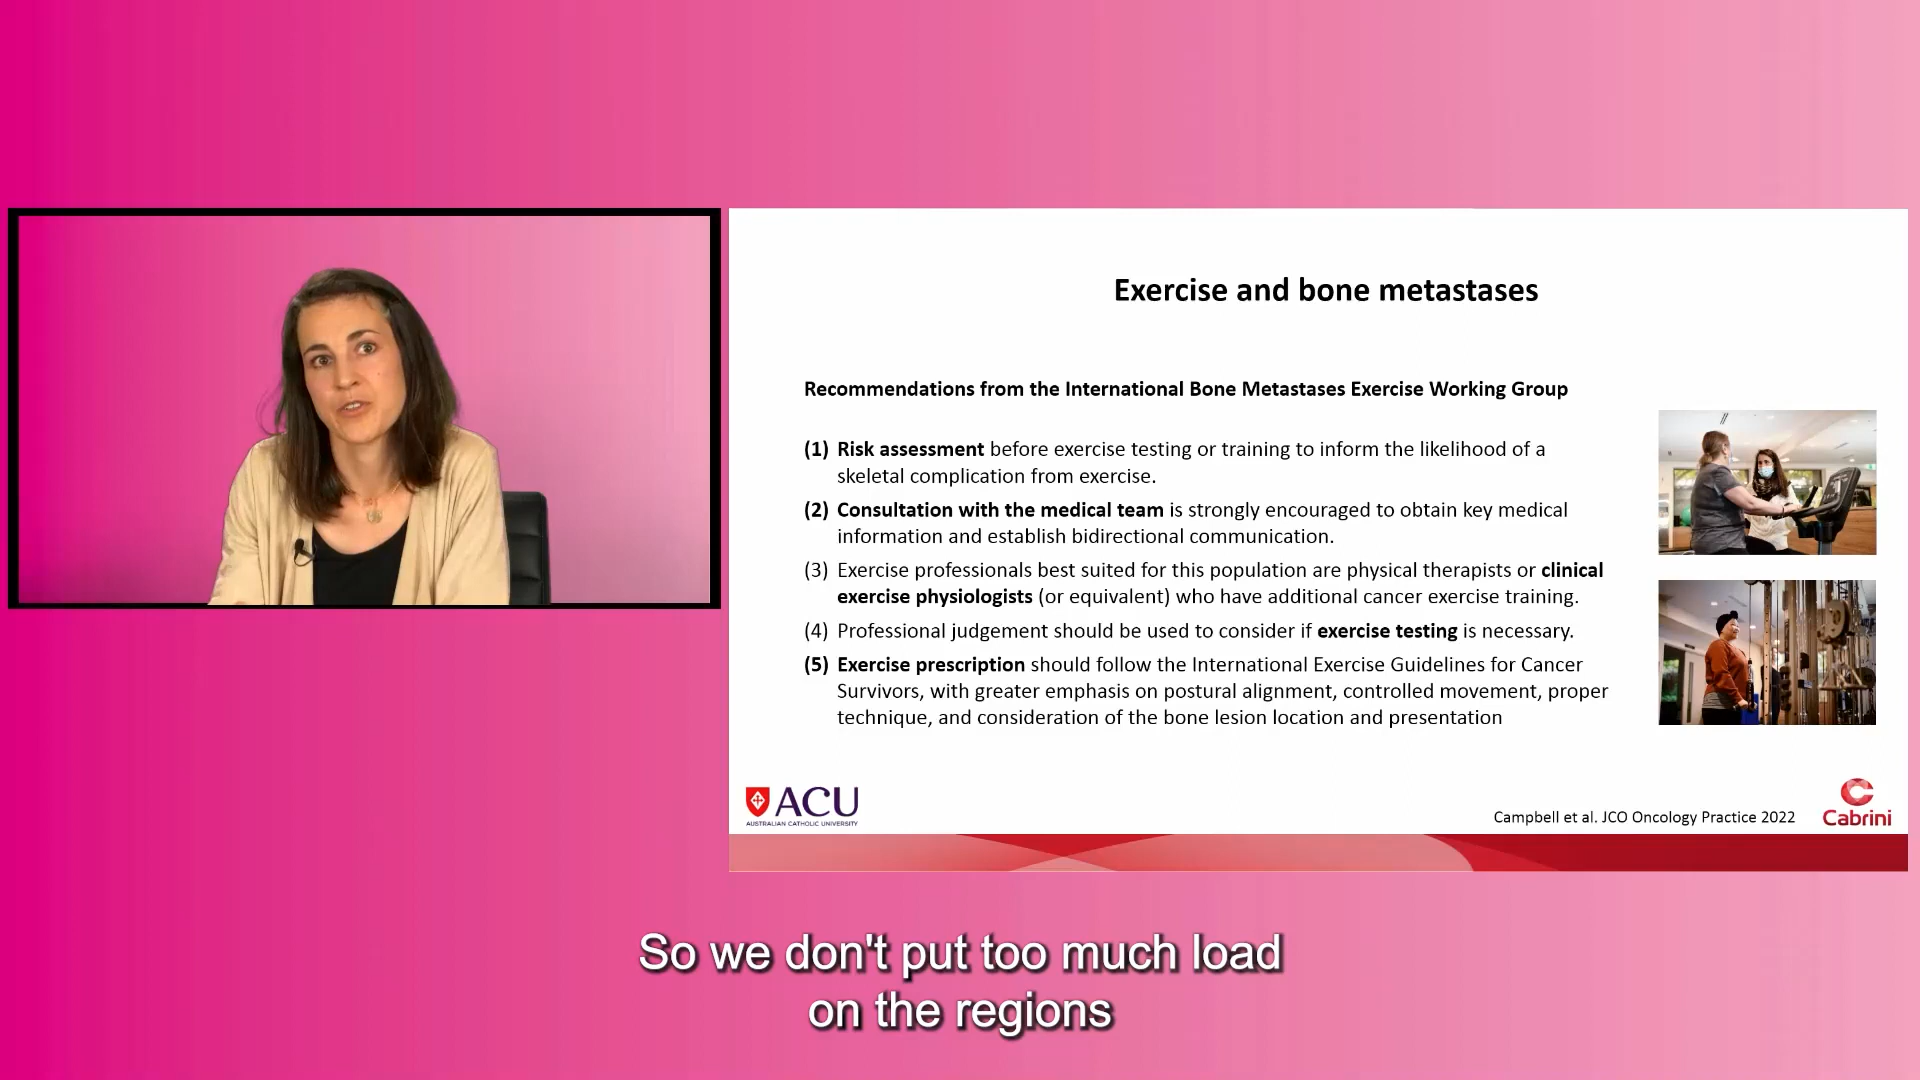 Exercise and bone metastases
Recommendations from the International Bone Metastases Exercise Working Group
(1) Risk assessment before exercise testing or training to inform the likelihood of a
skeletal complication from exercise.
(2) Consultation with the medical team is strongly encouraged to obtain key medical
information and establish bidirectional communication.
(3) Exercise professionals best suited for this population are physical therapists or clinical
exercise physiologists (or equivalent) who have additional cancer exercise training.
(4) Professional judgement should be used to consider if exercise testing is necessary.
(5) Exercise prescription should follow the International Exercise Guidelines for Cancer
Survivors, with greater emphasis on postural alignment, controlled movement, proper
technique, and consideration of the bone lesion location and presentation
ACU
AUSTRALIAN CATHOLIC UNIVERSITY
Campbell et al. JCO Oncology Practice 2022
Cabrini
So we don't put too much load
on the regions